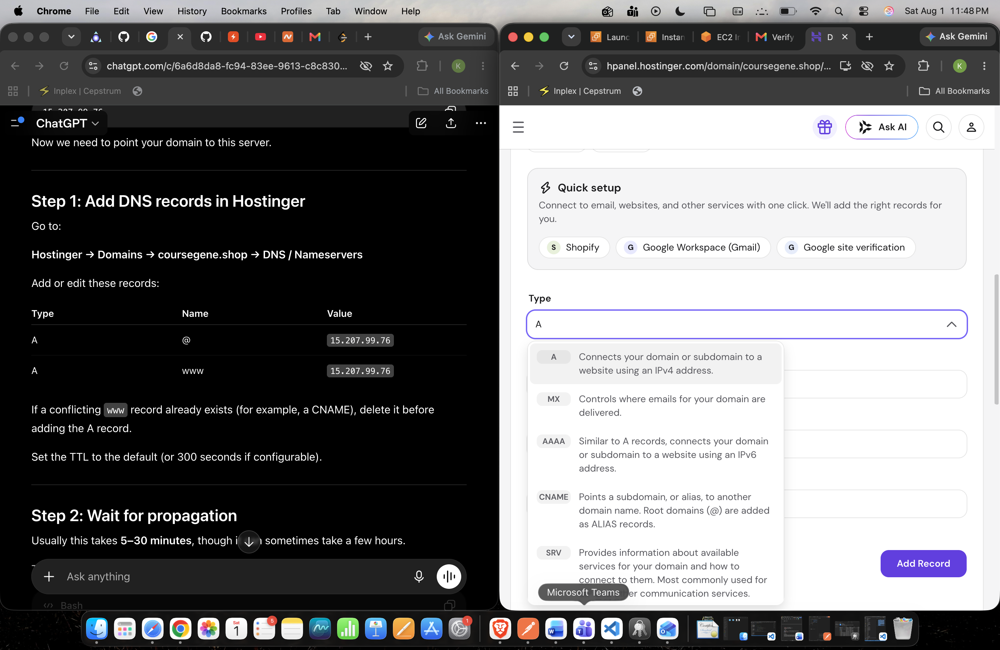 Chrome File Edit View History Bookmarks Profiles Tab Window Help
Sat Aug 1 11:48 PM
Ask Gemini
chatgpt.com/c/6a6d8da8-fc94-83ee-9613-c8c830...
K
Inplex | Cepstrum
All Bookmarks
15.207.99.76
ChatGPT
Now we need to point your domain to this server.
Step 1: Add DNS records in Hostinger
Go to:
Hostinger → Domains → coursegene.shop → DNS / Nameservers
Add or edit these records:
Type Name Value
A @ 15.207.99.76
A www 15.207.99.76
If a conflicting www record already exists (for example, a CNAME), delete it before
adding the A record.
Set the TTL to the default (or 300 seconds if configurable).
Step 2: Wait for propagation
Usually this takes 5–30 minutes, though sometimes take a few hours.
Ask anything
Bash
Launc
Instan
EC2 In
Verify
D
Ask Gemini
hpanel.hostinger.com/domain/coursegene.shop/...
K
Inplex | Cepstrum
All Bookmarks
Ask AI
Quick setup
Connect to email, websites, and other services with one click. We'll add the right records for
you.
S Shopify
G Google Workspace (Gmail)
G Google site verification
Type
A
A Connects your domain or subdomain to a
website using an IPv4 address.
MX Controls where emails for your domain are
delivered.
AAAA Similar to A records, connects your domain
or subdomain to a website using an IPv6
address.
CNAME Points a subdomain, or alias, to another
domain name. Root domains (@) are added
as ALIAS records.
SRV Provides information about available
services for your domain and how to
connect to them. Most commonly used for
er communication services.
Add Record
Microsoft Teams
Sat
1
5
1